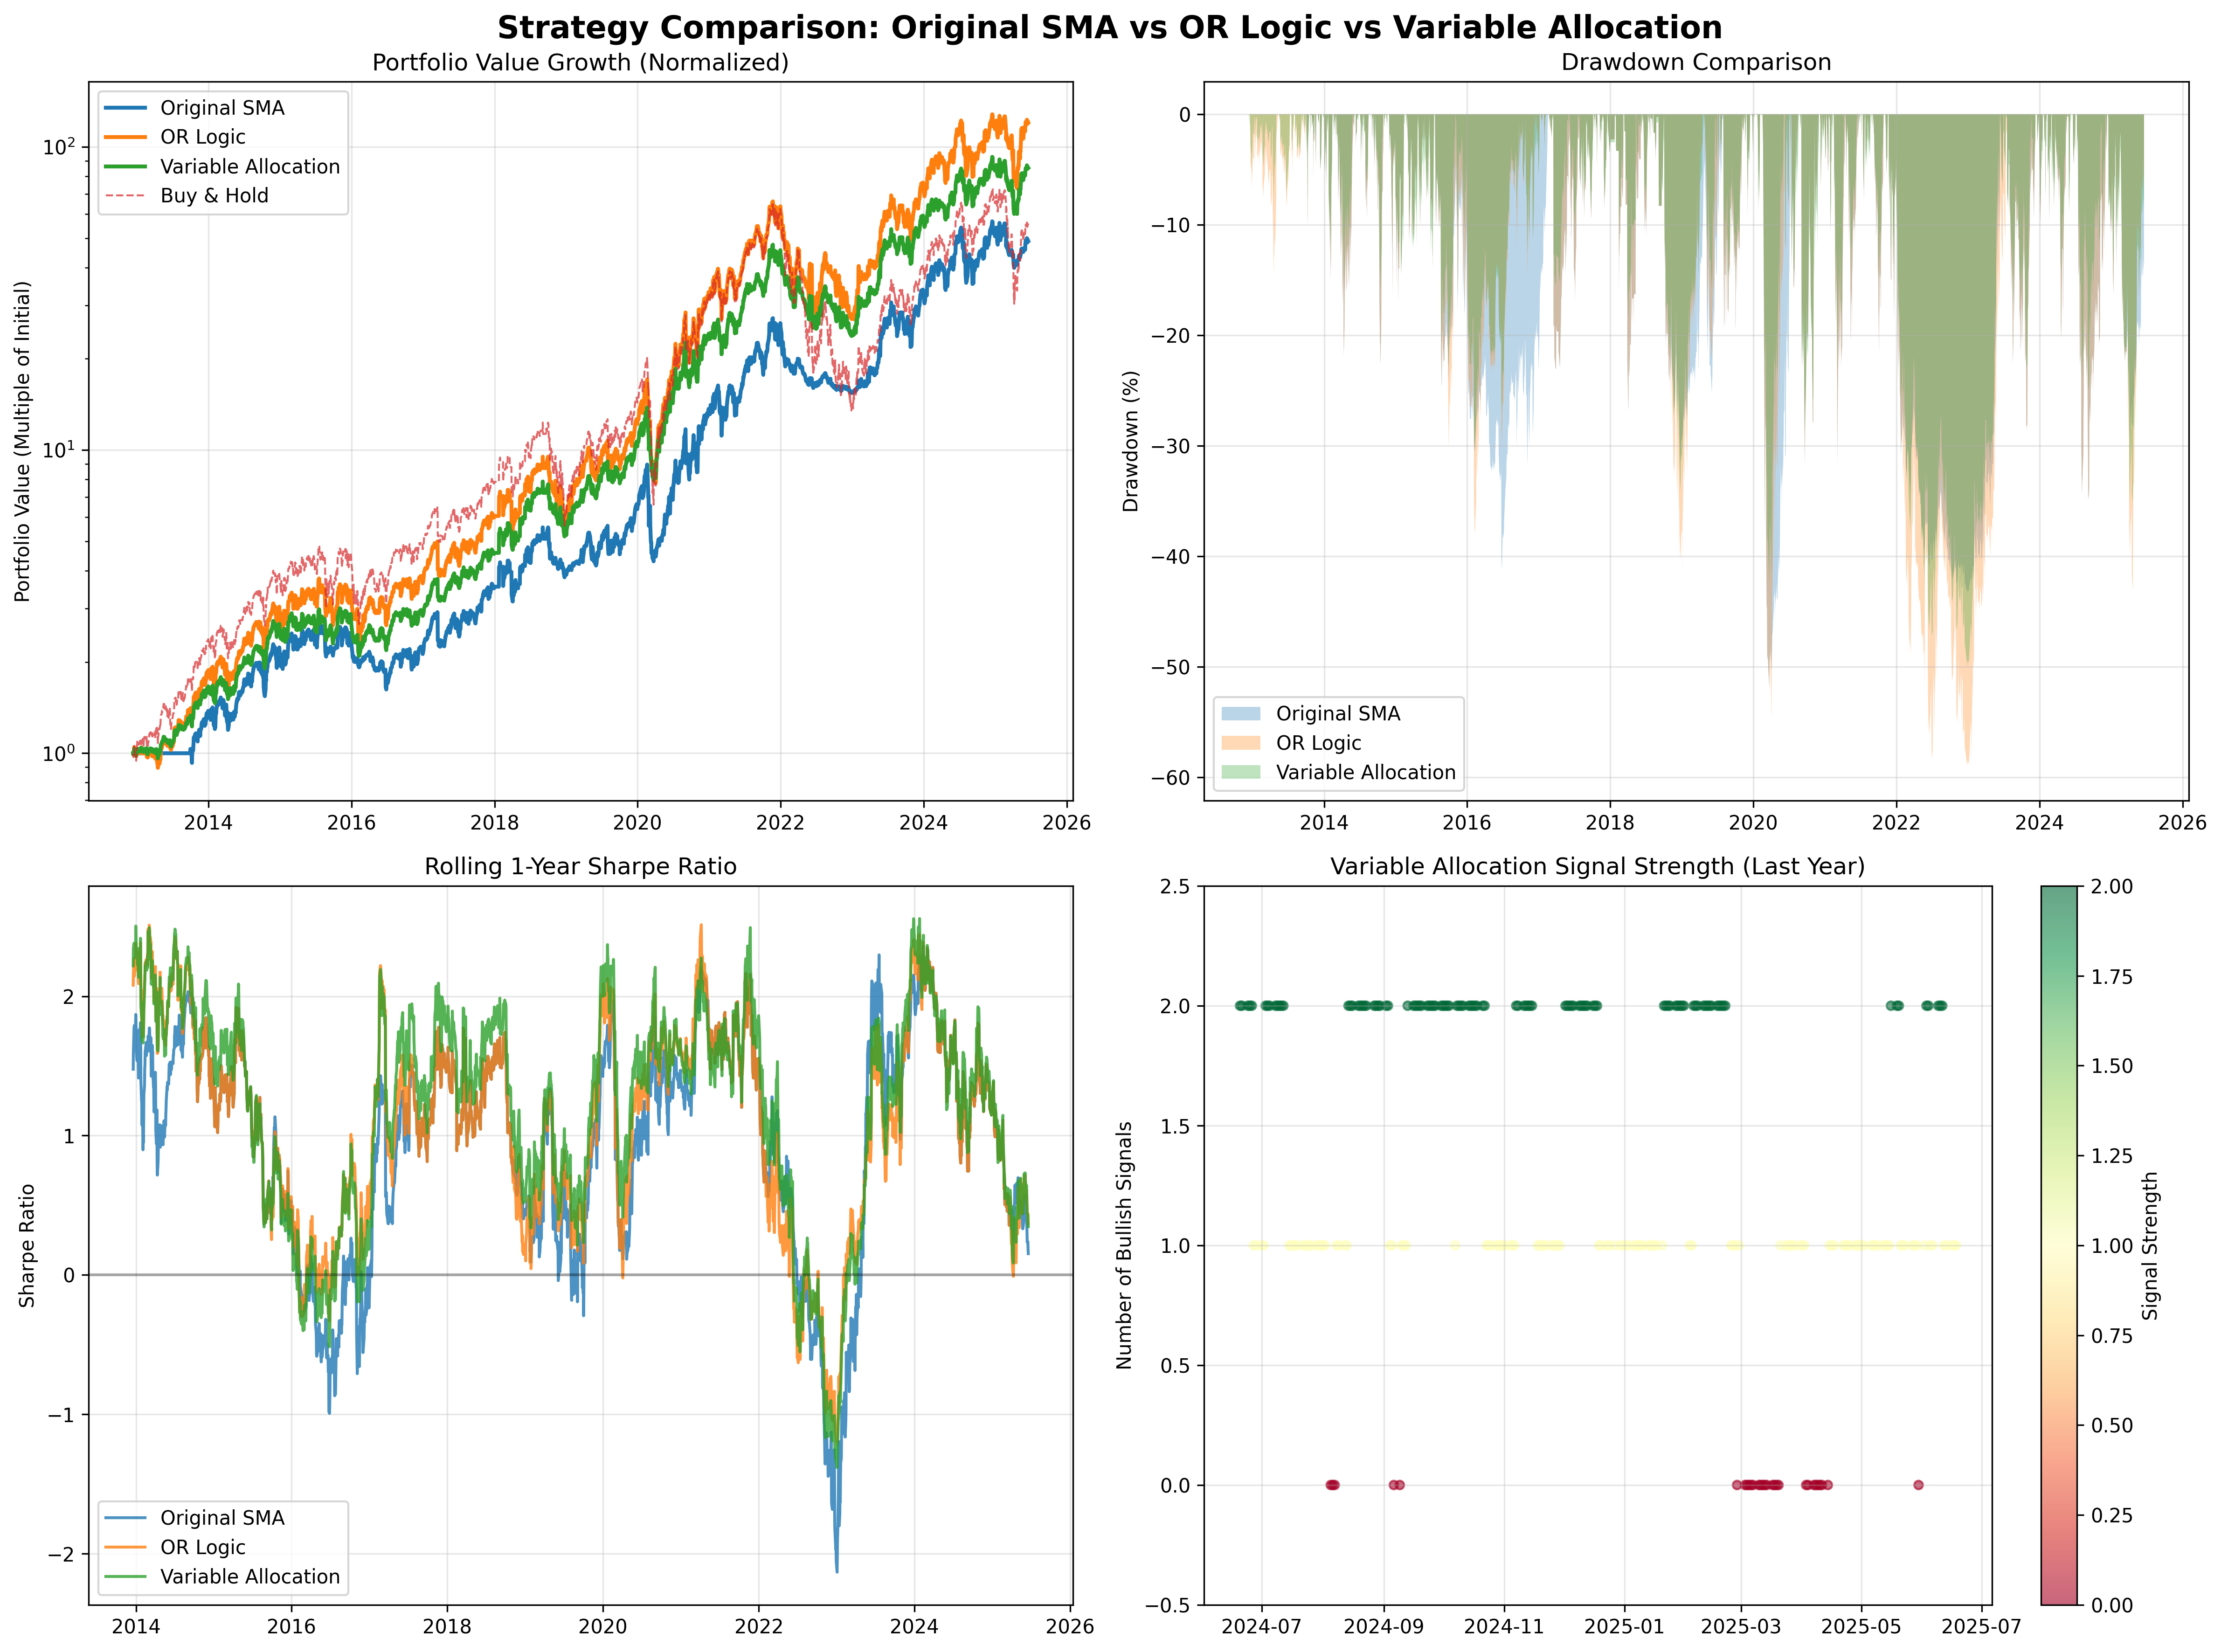 Strategy Comparison: Original SMA vs OR Logic vs Variable Allocation
Portfolio Value Growth (Normalized)
Original SMA
OR Logic
Variable Allocation
Buy & Hold
Portfolio Value (Multiple of Initial)
10²
10¹
10⁰
2014
2016
2018
2020
2022
2024
2026
Drawdown Comparison
Drawdown (%)
0
−10
−20
−30
−40
−50
−60
Original SMA
OR Logic
Variable Allocation
2014
2016
2018
2020
2022
2024
2026
Rolling 1-Year Sharpe Ratio
Sharpe Ratio
2
1
0
−1
−2
Original SMA
OR Logic
Variable Allocation
2014
2016
2018
2020
2022
2024
2026
Variable Allocation Signal Strength (Last Year)
Number of Bullish Signals
2.5
2.0
1.5
1.0
0.5
0.0
−0.5
2024-07
2024-09
2024-11
2025-01
2025-03
2025-05
2025-07
2.00
1.75
1.50
1.25
1.00
0.75
0.50
0.25
0.00
Signal Strength